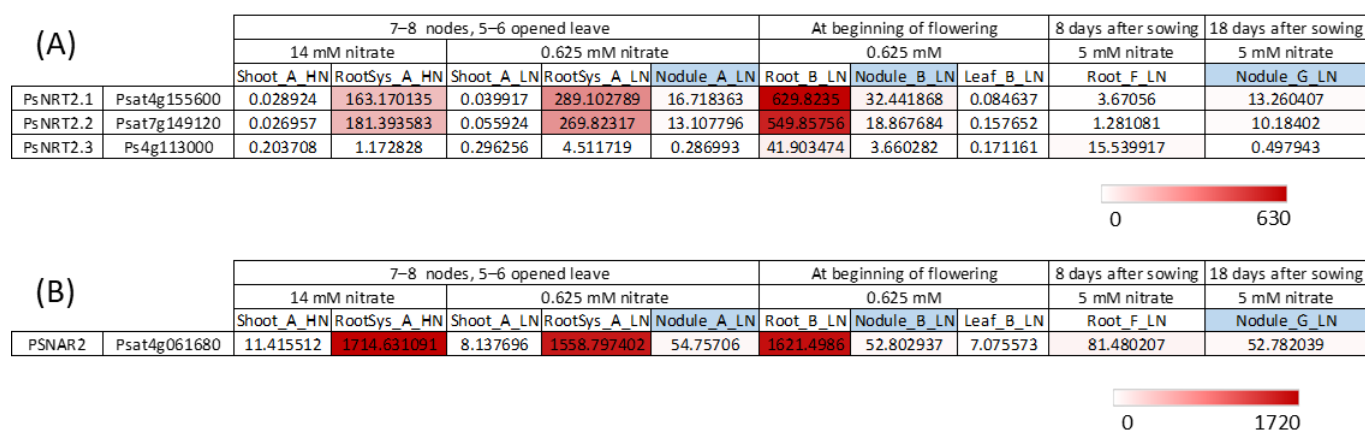 (A)
7–8 nodes, 5–6 opened leave At beginning of flowering 8 days after sowing 18 days after sowing
14 mM nitrate 0.625 mM nitrate 0.625 mM 5 mM nitrate 5 mM nitrate
Shoot_A_HN RootSys_A_HN Shoot_A_LN RootSys_A_LN Nodule_A_LN Root_B_LN Nodule_B_LN Leaf_B_LN Root_F_LN Nodule_G_LN
PsNRT2.1 Psat4g155600 0.028924 163.170135 0.039917 289.102789 16.718363 629.8235 32.441868 0.084637 3.67056 13.260407
PsNRT2.2 Psat7g149120 0.026957 181.393583 0.055924 269.82317 13.107796 549.85756 18.867684 0.157652 1.281081 10.18402
PsNRT2.3 Ps4g113000 0.203708 1.172828 0.296256 4.511719 0.286993 41.903474 3.660282 0.171161 15.539917 0.497943
0 630
(B)
7–8 nodes, 5–6 opened leave At beginning of flowering 8 days after sowing 18 days after sowing
14 mM nitrate 0.625 mM nitrate 0.625 mM 5 mM nitrate 5 mM nitrate
Shoot_A_HN RootSys_A_HN Shoot_A_LN RootSys_A_LN Nodule_A_LN Root_B_LN Nodule_B_LN Leaf_B_LN Root_F_LN Nodule_G_LN
PSNAR2 Psat4g061680 11.415512 1714.631091 8.137696 1558.797402 54.75706 1621.4986 52.802937 7.075573 81.480207 52.782039
0 1720